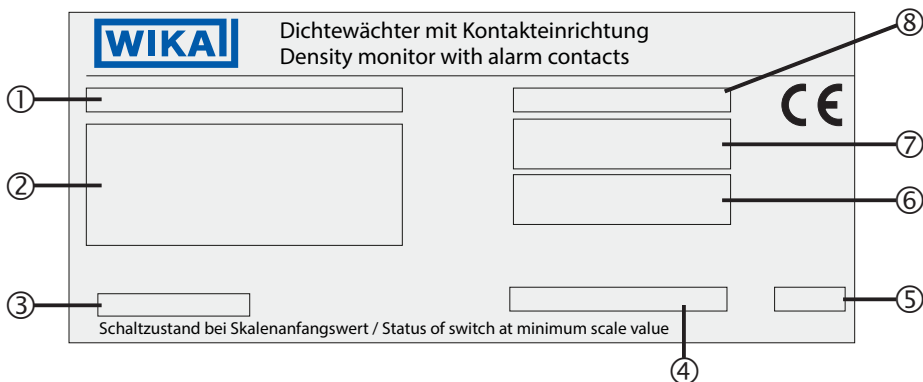 WIKA
Dichtewächter mit Kontakteinrichtung
Density monitor with alarm contacts
⑧
①
CE
⑦
②
⑥
③
⑤
Schaltzustand bei Skalenanfangswert / Status of switch at minimum scale value
④